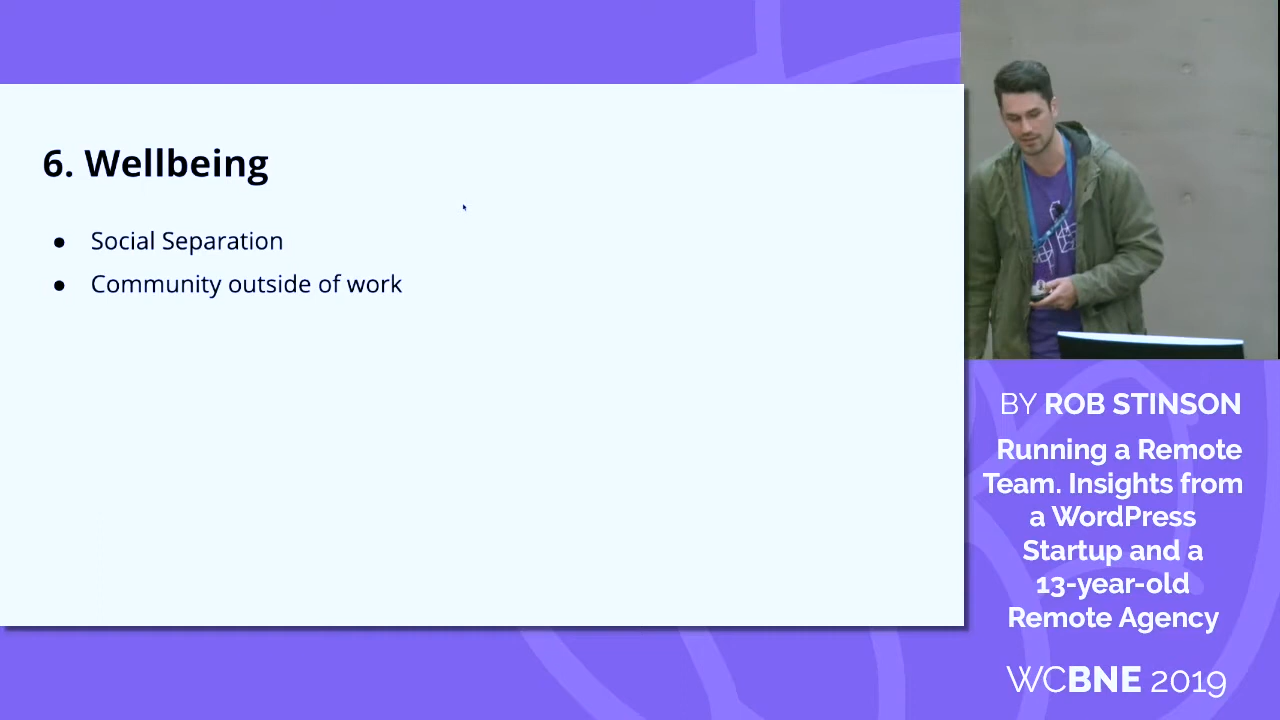 6. Wellbeing
● Social Separation
● Community outside of work
BY ROB STINSON
Running a Remote
Team. Insights from
a WordPress
Startup and a
13-year-old
Remote Agency
WCBNE 2019